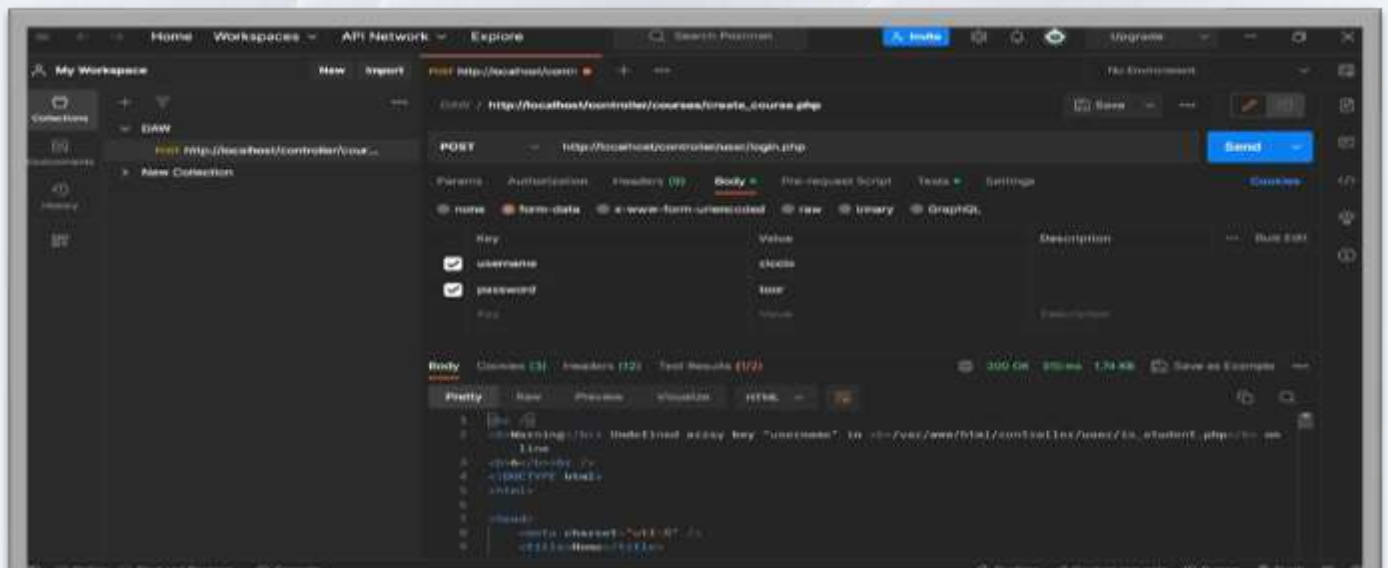 Home Workspaces API Network Explore Search Postman Invite Upgrade
My Workspace New Import POST http://localhost/contr No Environment
Collections
DAW
DAW / http://localhost/controller/courses/create_course.php Save
POST http://localhost/controller/cour...
POST http://localhost/controller/user/login.php Send
New Collection
Params Authorization Headers (9) Body Pre-request Script Tests Settings Cookies
History
none form-data x-www-form-urlencoded raw binary GraphQL
Key Value Description Bulk Edit
username
password
Key Value Description
Body Cookies (3) Headers (12) Test Results (1/2) 200 OK 1.74 KB Save as Example
Pretty Raw Preview Visualize HTML
1 <br />
2 <b>Warning</b>: Undefined array key "username" in <b>/var/www/html/controller/user/is_student.php</b> on
line
3 <b>6</b><br />
4 <!DOCTYPE html>
5 <html>
6
7 <head>
8 <meta charset="utf-8" />
9 <title>Home</title>